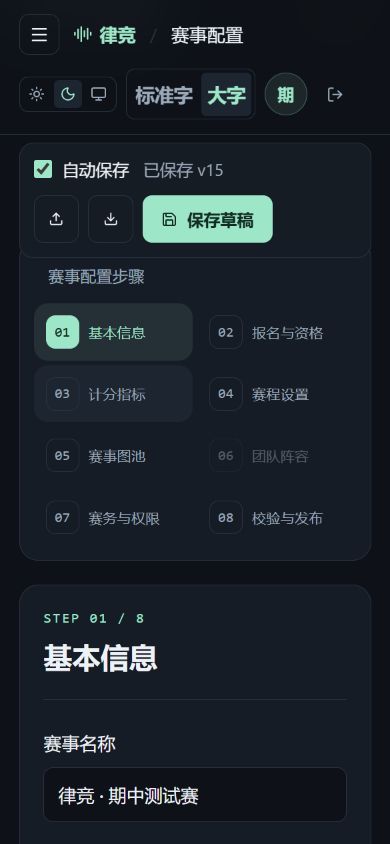 律竞 / 赛事配置
标准字 大字 期
自动保存 已保存 v15
保存草稿
赛事配置步骤
01 基本信息 02 报名与资格
03 计分指标 04 赛程设置
05 赛事图池 06 团队阵容
07 赛务与权限 08 校验与发布
STEP 01 / 8
基本信息
赛事名称
律竞 · 期中测试赛